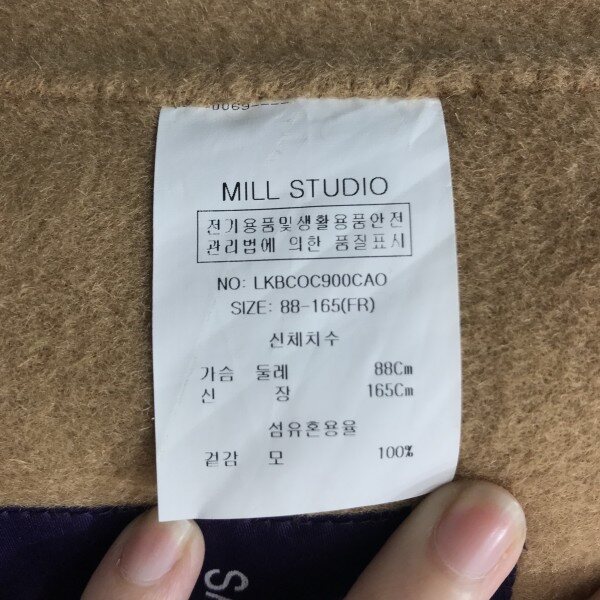 MILL STUDIO
전기용품및생활용품안전
관리법에 의한 품질표시
NO: LKBCOC900CAO
SIZE: 88-165(FR)
신체치수
가슴 둘레 88Cm
신 장 165Cm
섬유혼용율
겉감 모 100%